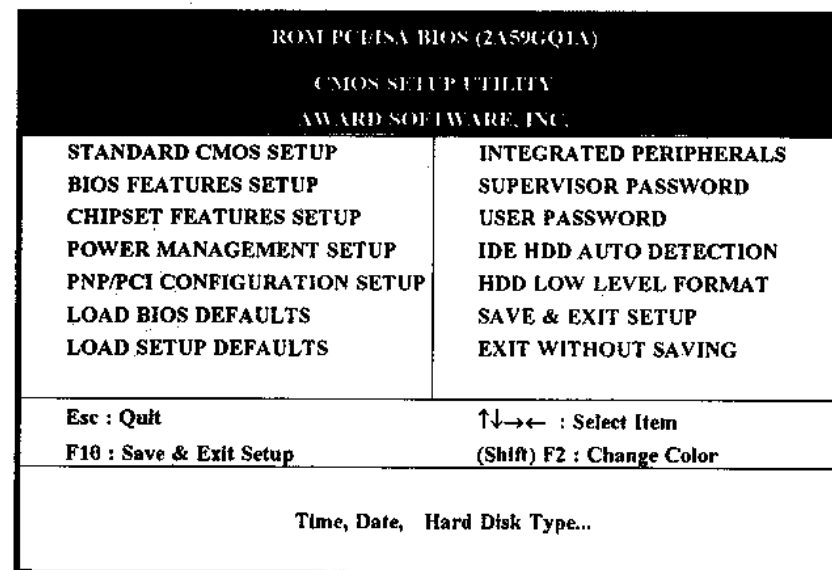 ROM PCI/ISA BIOS (2A59GQ1A)
CMOS SETUP UTILITY
AWARD SOFTWARE, INC.
STANDARD CMOS SETUP
BIOS FEATURES SETUP
CHIPSET FEATURES SETUP
POWER MANAGEMENT SETUP
PNP/PCI CONFIGURATION SETUP
LOAD BIOS DEFAULTS
LOAD SETUP DEFAULTS
INTEGRATED PERIPHERALS
SUPERVISOR PASSWORD
USER PASSWORD
IDE HDD AUTO DETECTION
HDD LOW LEVEL FORMAT
SAVE & EXIT SETUP
EXIT WITHOUT SAVING
Esc : Quit
F10 : Save & Exit Setup
↑↓→← : Select Item
(Shift) F2 : Change Color
Time, Date, Hard Disk Type...